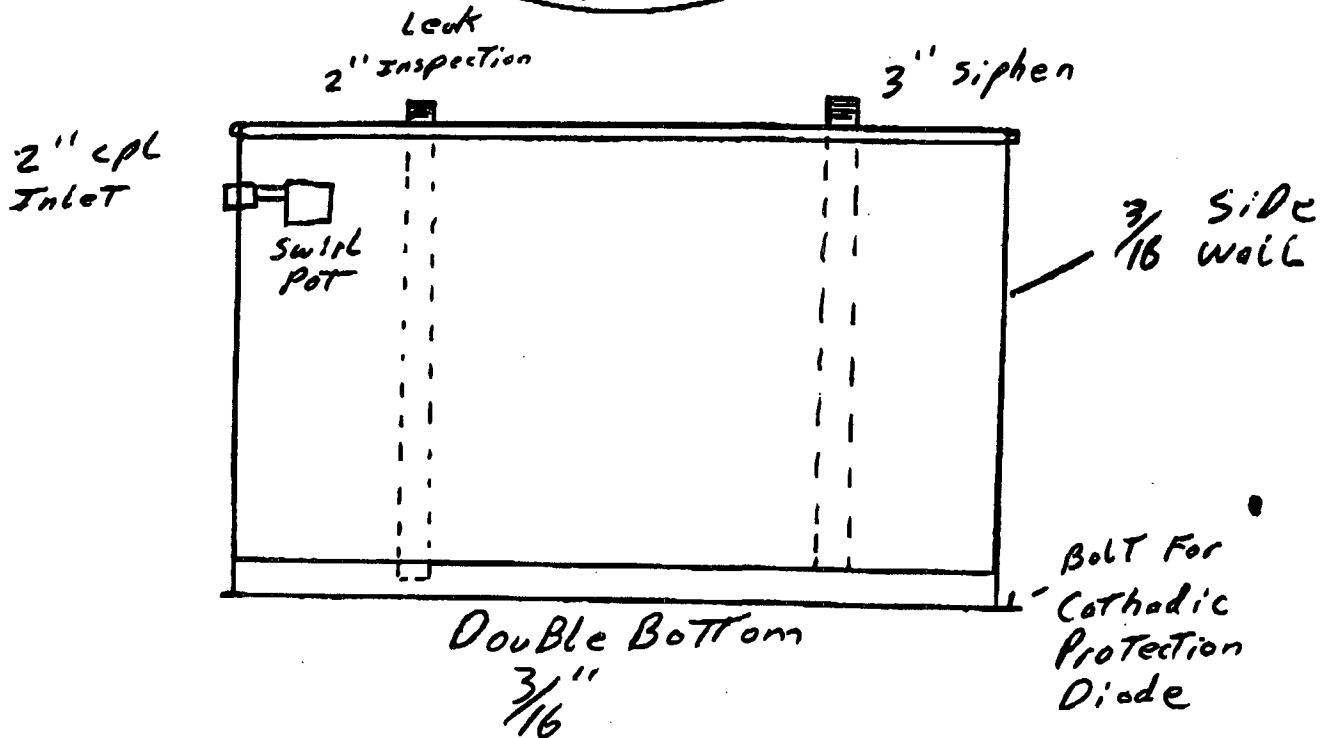 Leak
2" Inspection
3" siphen
2" cpl
Inlet
Swirl
Pot
3/16 Side
Wall
Bolt For
Cathadic
Protection
Diode
Double Bottom
3/16"